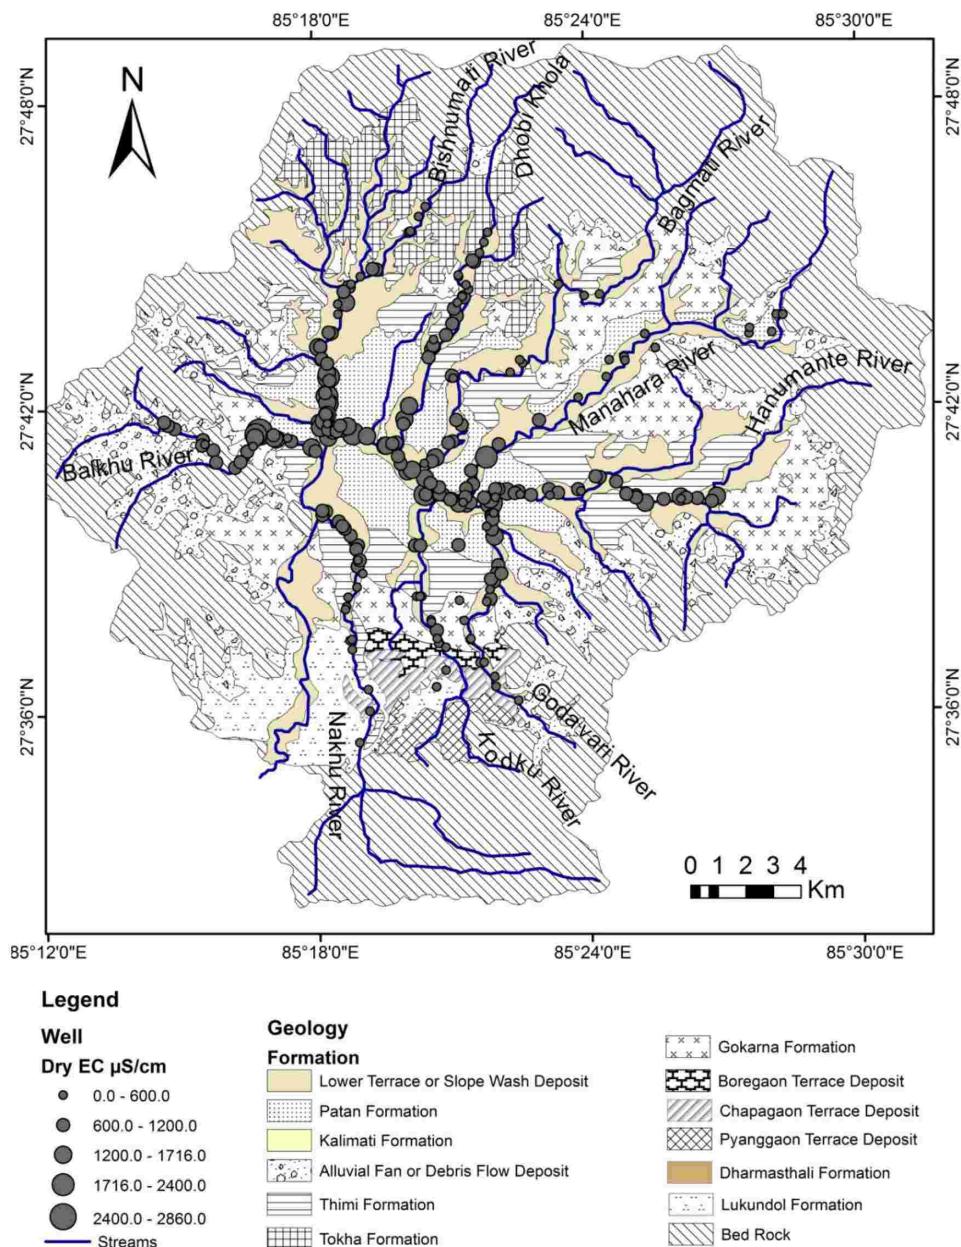 85°18'0"E 85°24'0"E 85°30'0"E
27°48'0"N
27°48'0"N
N
Bishnumati River
Dhobi Khola
Bagmati River
27°42'0"N
27°42'0"N
Manahara River
Hanumante River
Balkhu River
27°36'0"N
27°36'0"N
Nakhu River
Kodku River
Godavari River
0 1 2 3 4
Km
85°12'0"E 85°18'0"E 85°24'0"E 85°30'0"E
Legend
Well
Dry EC µS/cm
0.0 - 600.0
600.0 - 1200.0
1200.0 - 1716.0
1716.0 - 2400.0
2400.0 - 2860.0
Streams
Geology
Formation
Lower Terrace or Slope Wash Deposit
Patan Formation
Kalimati Formation
Alluvial Fan or Debris Flow Deposit
Thimi Formation
Tokha Formation
Gokarna Formation
Boregaon Terrace Deposit
Chapagaon Terrace Deposit
Pyanggaon Terrace Deposit
Dharmasthali Formation
Lukundol Formation
Bed Rock